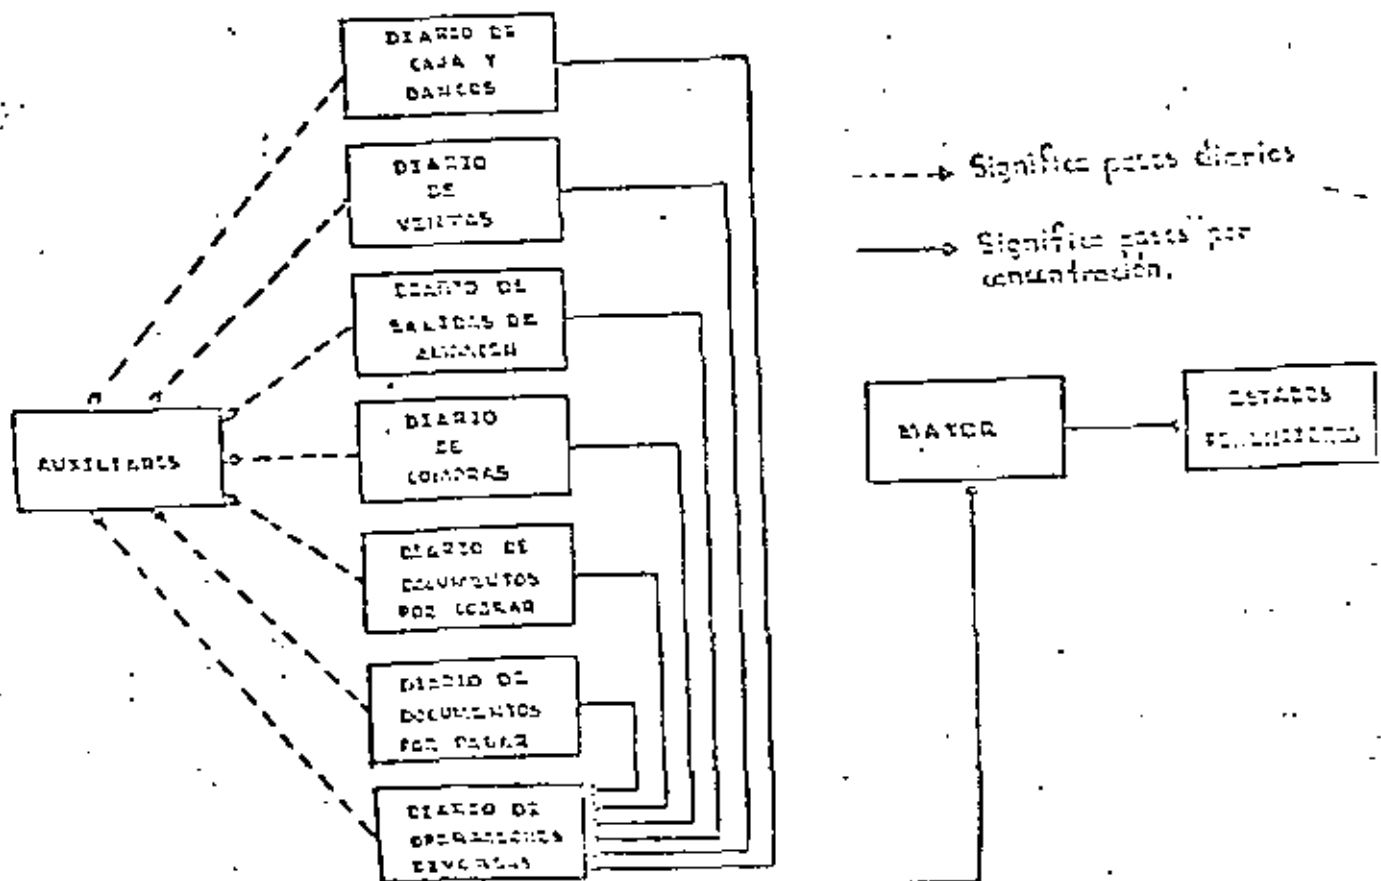 DIARIO DE
CAJA Y
BANCOS
DIARIO
DE
VENTAS
DIARIO DE
SALIDAS DE
ALMACEN
DIARIO
DE
COMPRAS
DIARIO DE
DOCUMENTOS
POR COBRAR
DIARIO DE
DOCUMENTOS
POR PAGAR
DIARIO DE
OPERACIONES
DIVERSAS
AUXILIARES
Significa pases diarios
Significa pases por
concentración.
MAYOR
ESTADOS
FINANCIEROS